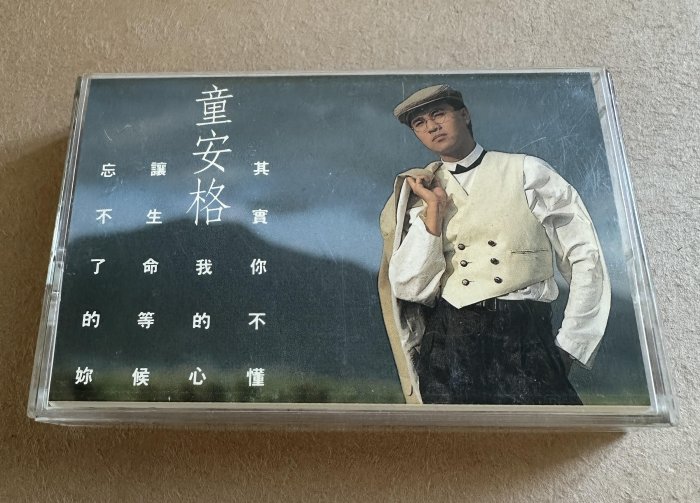 童安格
其實你不懂
我的心
讓生命等候
忘不了的妳